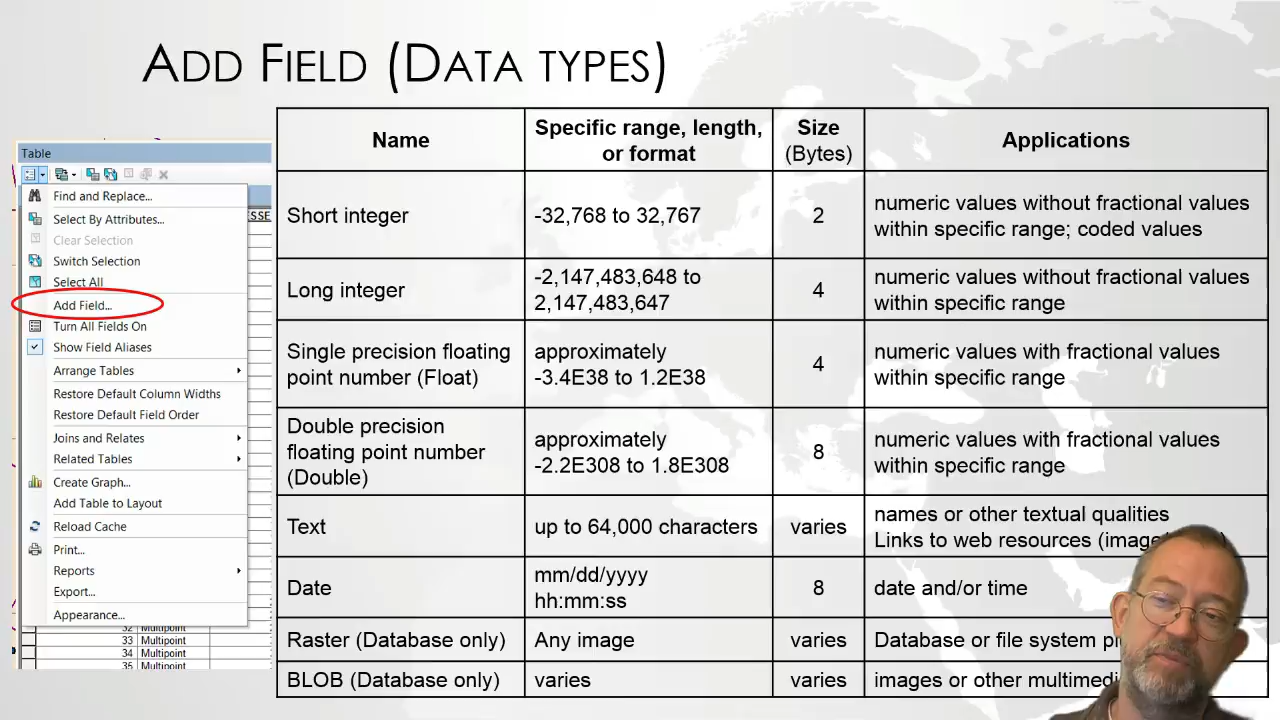 ADD FIELD (DATA TYPES)
Table
Find and Replace...
Select By Attributes...
Clear Selection
Switch Selection
Select All
Add Field...
Turn All Fields On
Show Field Aliases
Arrange Tables
Restore Default Column Widths
Restore Default Field Order
Joins and Relates
Related Tables
Create Graph...
Add Table to Layout
Reload Cache
Print...
Reports
Export...
Appearance...
ESSE
32 Multipoint
33 Multipoint
34 Multipoint
35 Multipoint
Name
Specific range, length,
or format
Size
(Bytes)
Applications
Short integer
-32,768 to 32,767
2
numeric values without fractional values
within specific range; coded values
Long integer
-2,147,483,648 to
2,147,483,647
4
numeric values without fractional values
within specific range
Single precision floating
point number (Float)
approximately
-3.4E38 to 1.2E38
4
numeric values with fractional values
within specific range
Double precision
floating point number
(Double)
approximately
-2.2E308 to 1.8E308
8
numeric values with fractional values
within specific range
Text
up to 64,000 characters
varies
names or other textual qualities
Links to web resources
Date
mm/dd/yyyy
hh:mm:ss
8
date and/or time
Raster (Database only)
Any image
varies
Database or file system
BLOB (Database only)
varies
varies
images or other